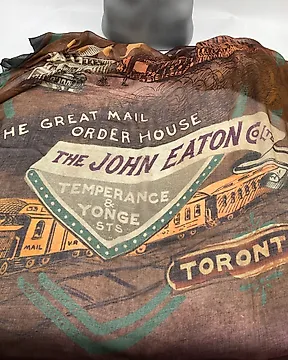 HE GREAT MAIL
ORDER HOUSE
THE JOHN EATON Co
TEMPERANCE
&
YONGE
STS
MAIL
TORONT